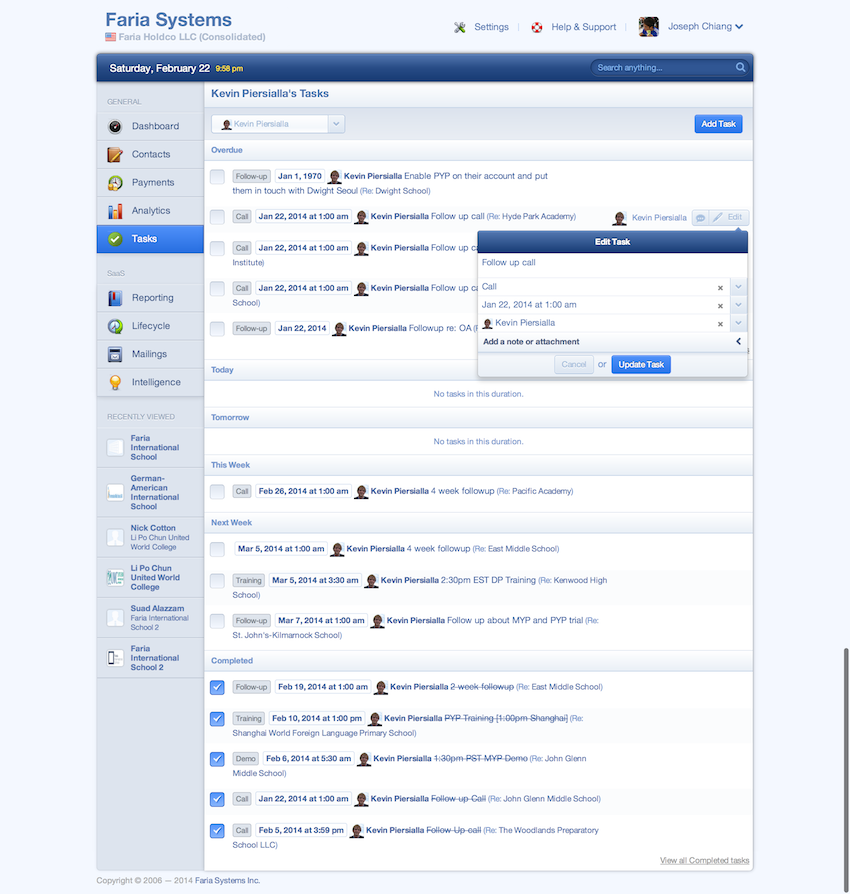 Faria Systems
Faria Holdco LLC (Consolidated)
Settings
Help & Support
Joseph Chiang
Saturday, February 22 9:58 pm
Search anything...
GENERAL
Dashboard
Contacts
Payments
Analytics
Tasks
SaaS
Reporting
Lifecycle
Mailings
Intelligence
RECENTLY VIEWED
Faria
International
School
German-
American
International
School
Nick Cotton
Li Po Chun United
World College
Li Po Chun
United World
College
Suad Alazzam
Faria International
School 2
Faria
International
School 2
Kevin Piersialla's Tasks
Kevin Piersialla
Add Task
Overdue
Follow-up Jan 1, 1970 Kevin Piersialla Enable PYP on their account and put
them in touch with Dwight Seoul (Re: Dwight School)
Call Jan 22, 2014 at 1:00 am Kevin Piersialla Follow up call (Re: Hyde Park Academy)
Kevin Piersialla
Edit
Call Jan 22, 2014 at 1:00 am Kevin Piersialla Follow up ca
Institute)
Call Jan 22, 2014 at 1:00 am Kevin Piersialla Follow up ca
School)
Follow-up Jan 22, 2014 Kevin Piersialla Followup re: OA (
Edit Task
Follow up call
Call
Jan 22, 2014 at 1:00 am
Kevin Piersialla
Add a note or attachment
Cancel or Update Task
Today
No tasks in this duration.
Tomorrow
No tasks in this duration.
This Week
Call Feb 26, 2014 at 1:00 am Kevin Piersialla 4 week followup (Re: Pacific Academy)
Next Week
Mar 5, 2014 at 1:00 am Kevin Piersialla 4 week followup (Re: East Middle School)
Training Mar 5, 2014 at 3:30 am Kevin Piersialla 2:30pm EST DP Training (Re: Kenwood High
School)
Follow-up Mar 7, 2014 at 1:00 am Kevin Piersialla Follow up about MYP and PYP trial (Re:
St. John's-Kilmarnock School)
Completed
Follow-up Feb 19, 2014 at 1:00 am Kevin Piersialla 2 week followup (Re: East Middle School)
Training Feb 10, 2014 at 1:00 pm Kevin Piersialla PYP Training [1:00pm Shanghai] (Re:
Shanghai World Foreign Language Primary School)
Demo Feb 6, 2014 at 5:30 am Kevin Piersialla 1:30pm PST MYP Demo (Re: John Glenn
Middle School)
Call Jan 22, 2014 at 1:00 am Kevin Piersialla Follow up Call (Re: John Glenn Middle School)
Call Feb 5, 2014 at 3:59 pm Kevin Piersialla Follow Up call (Re: The Woodlands Preparatory
School LLC)
View all Completed tasks
Copyright © 2006 — 2014 Faria Systems Inc.